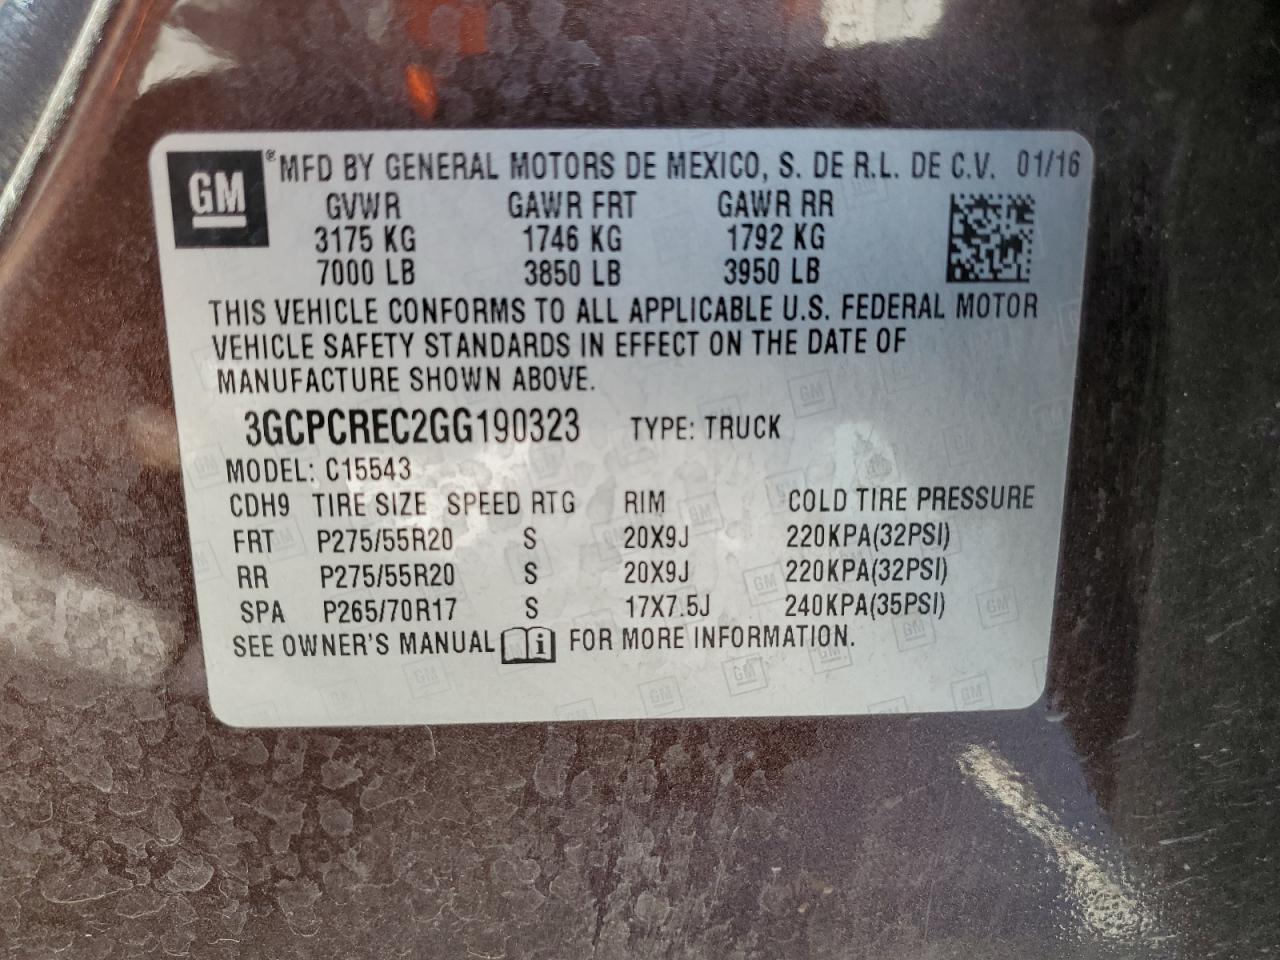 GM ® MFD BY GENERAL MOTORS DE MEXICO, S. DE R.L. DE C.V. 01/16
GVWR GAWR FRT GAWR RR
3175 KG 1746 KG 1792 KG
7000 LB 3850 LB 3950 LB
THIS VEHICLE CONFORMS TO ALL APPLICABLE U.S. FEDERAL MOTOR
VEHICLE SAFETY STANDARDS IN EFFECT ON THE DATE OF
MANUFACTURE SHOWN ABOVE.
3GCPCREC2GG190323 TYPE: TRUCK
MODEL: C15543
CDH9 TIRE SIZE SPEED RTG RIM COLD TIRE PRESSURE
FRT P275/55R20 S 20X9J 220KPA(32PSI)
RR P275/55R20 S 20X9J 220KPA(32PSI)
SPA P265/70R17 S 17X7.5J 240KPA(35PSI)
SEE OWNER'S MANUAL i FOR MORE INFORMATION.